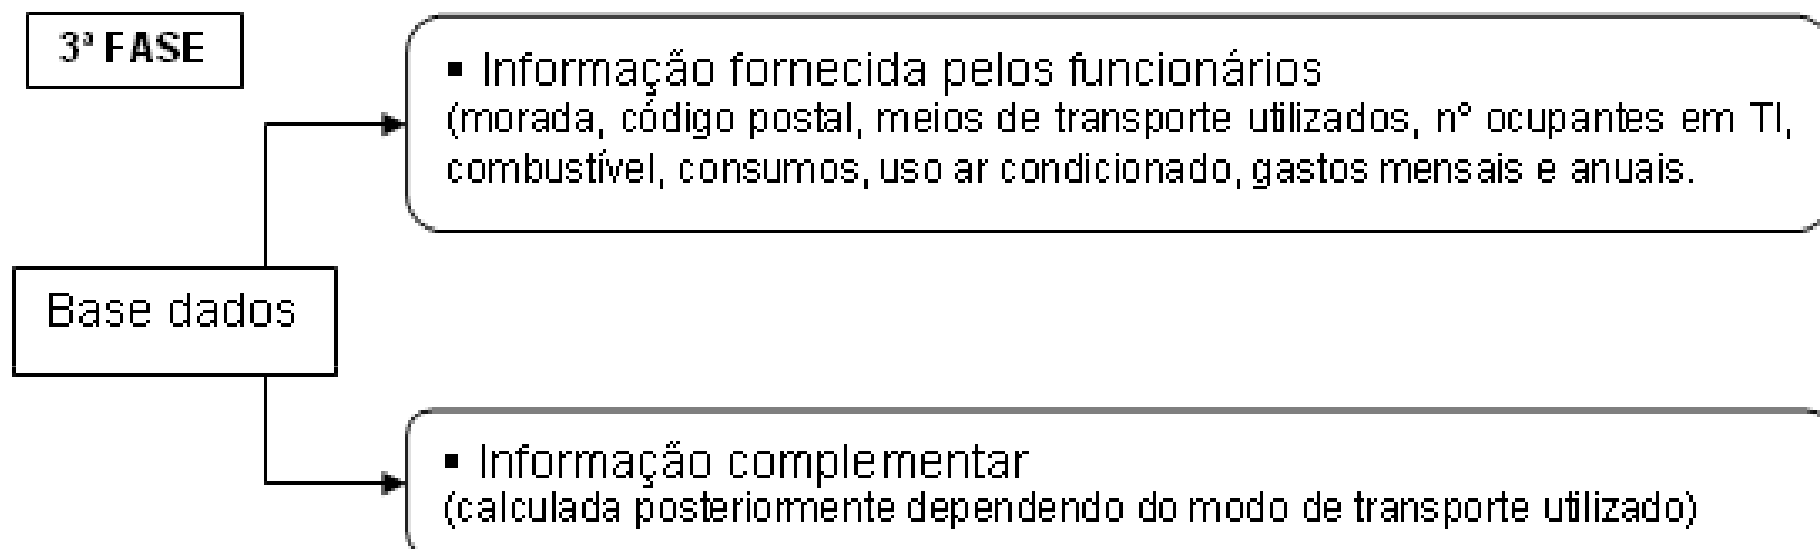 3ª FASE
▪ Informação fornecida pelos funcionários
(morada, código postal, meios de transporte utilizados, nº ocupantes em TI,
combustível, consumos, uso ar condicionado, gastos mensais e anuais.
Base dados
▪ Informação complementar
(calculada posteriormente dependendo do modo de transporte utilizado)